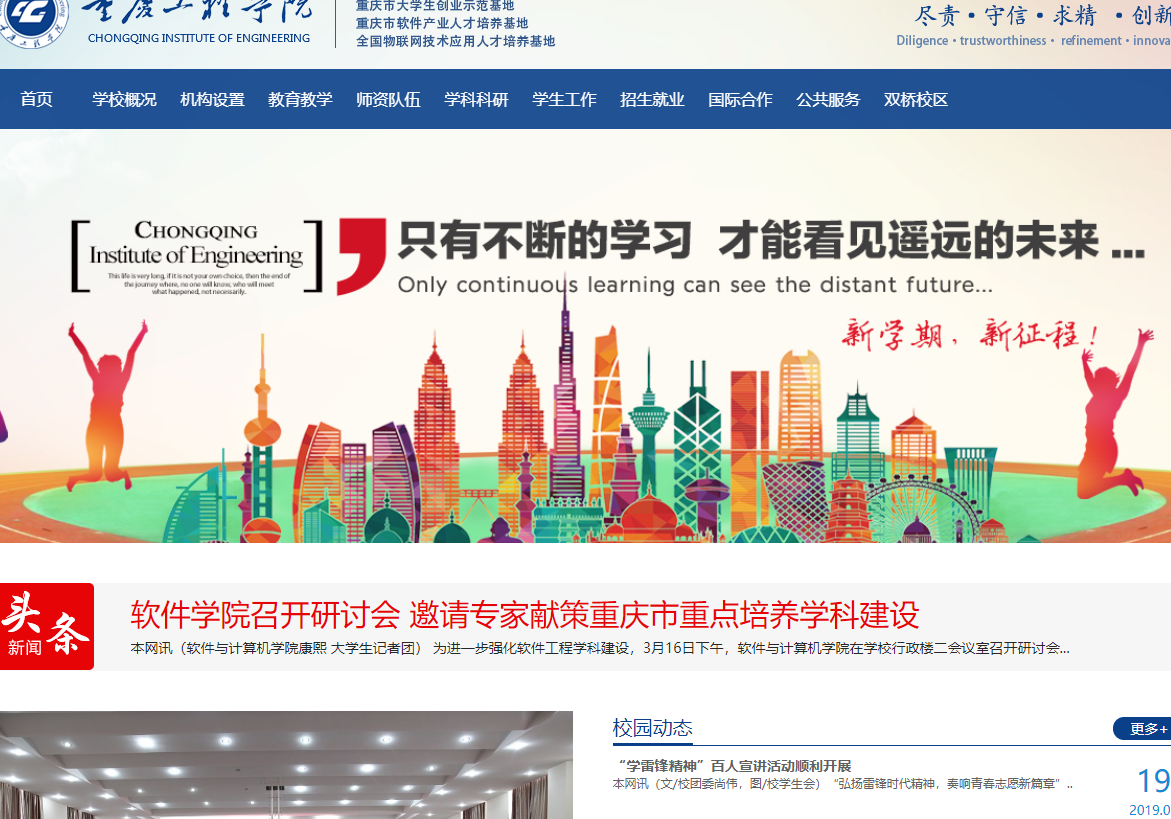 重庆工程学院
CHONGQING INSTITUTE OF ENGINEERING
重庆市大学生创业示范基地
重庆市软件产业人才培养基地
全国物联网技术应用人才培养基地
尽责·守信·求精 ·创新
Diligence · trustworthiness · refinement · innova
首页 学校概况 机构设置 教育教学 师资队伍 学科科研 学生工作 招生就业 国际合作 公共服务 双桥校区
CHONGQING
Institute of Engineering
This life is very long, if it is not your own choice, then the end of
the journey where, no one will know, who will meet
what happened, not necessarily.
只有不断的学习 才能看见遥远的未来 ...
Only continuous learning can see the distant future...
新学期，新征程！
头条
新闻
软件学院召开研讨会 邀请专家献策重庆市重点培养学科建设
本网讯（软件与计算机学院康熙 大学生记者团） 为进一步强化软件工程学科建设，3月16日下午，软件与计算机学院在学校行政楼二会议室召开研讨会...
校园动态
更多+
“学雷锋精神”百人宣讲活动顺利开展
本网讯（文/校团委尚伟，图/校学生会）“弘扬雷锋时代精神，奏响青春志愿新篇章”..
19
2019.0